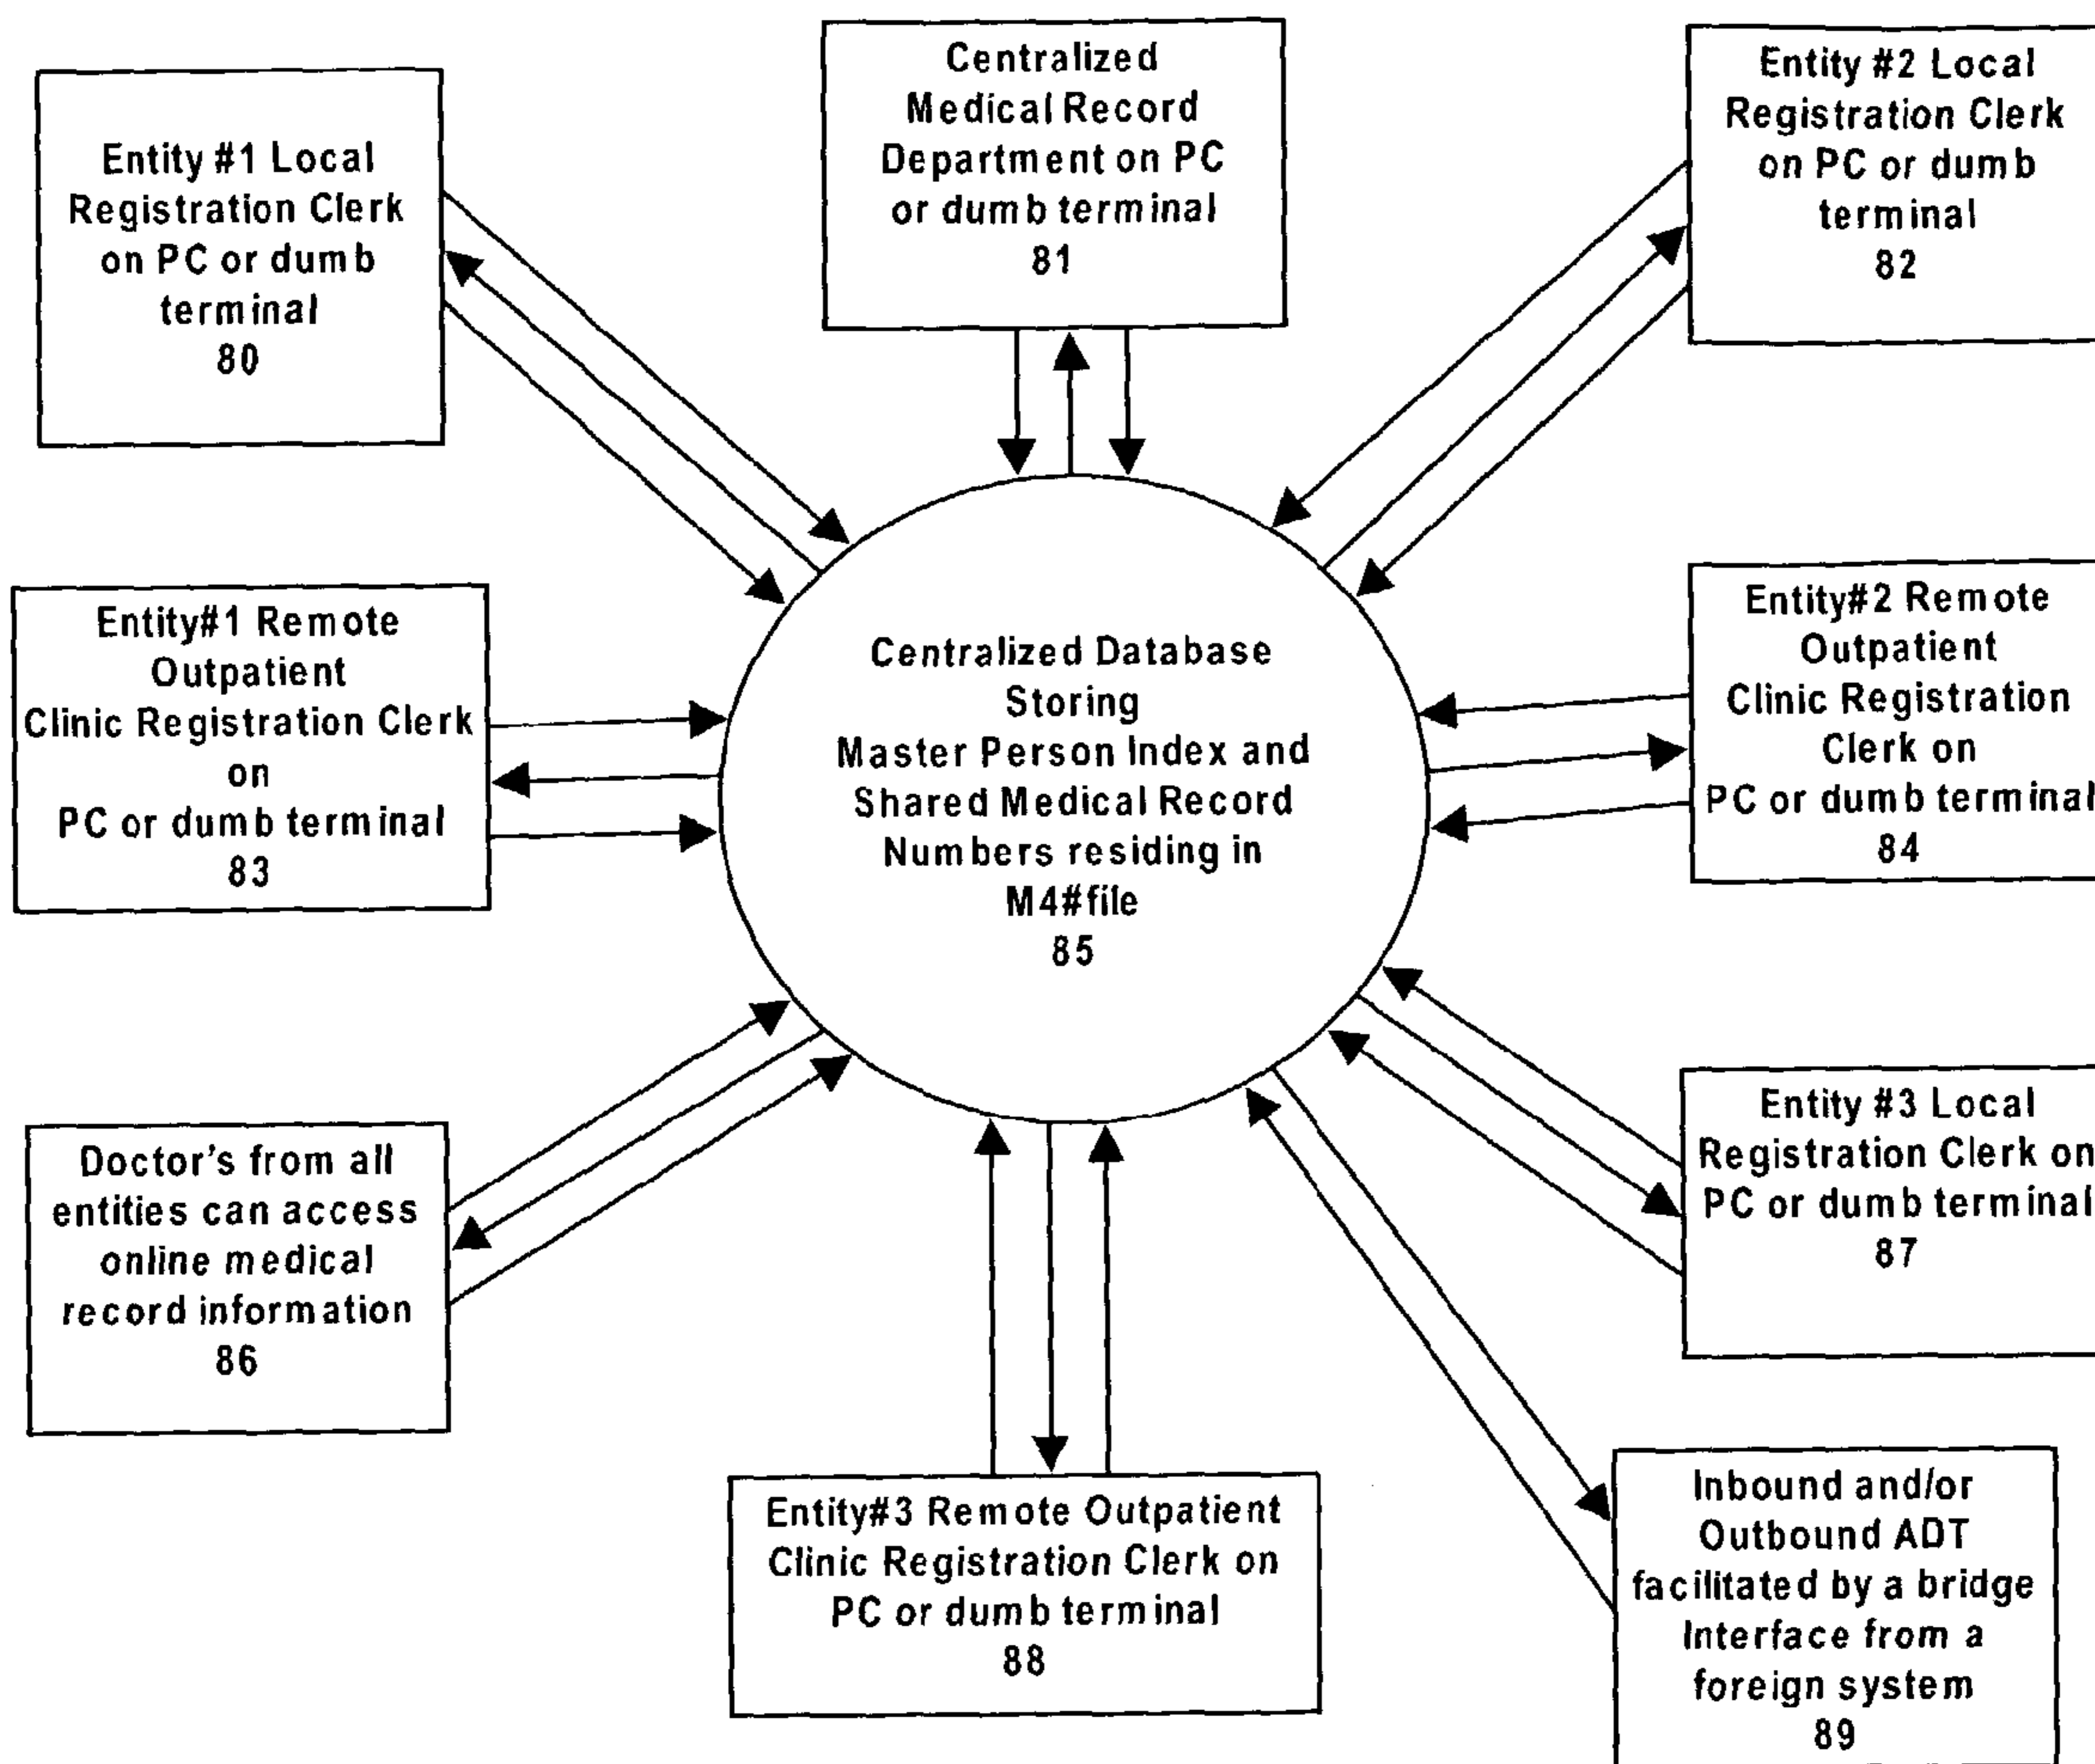 Entity #1 Local
Registration Clerk
on PC or dumb
terminal
80
Centralized
Medical Record
Department on PC
or dumb terminal
81
Entity #2 Local
Registration Clerk
on PC or dumb
terminal
82
Entity#1 Remote
Outpatient
Clinic Registration Clerk
on
PC or dumb terminal
83
Centralized Database
Storing
Master Person Index and
Shared Medical Record
Numbers residing in
M4#file
85
Entity#2 Remote
Outpatient
Clinic Registration
Clerk on
PC or dumb terminal
84
Doctor's from all
entities can access
online medical
record information
86
Entity #3 Local
Registration Clerk on
PC or dumb terminal
87
Entity#3 Remote Outpatient
Clinic Registration Clerk on
PC or dumb terminal
88
Inbound and/or
Outbound ADT
facilitated by a bridge
Interface from a
foreign system
89